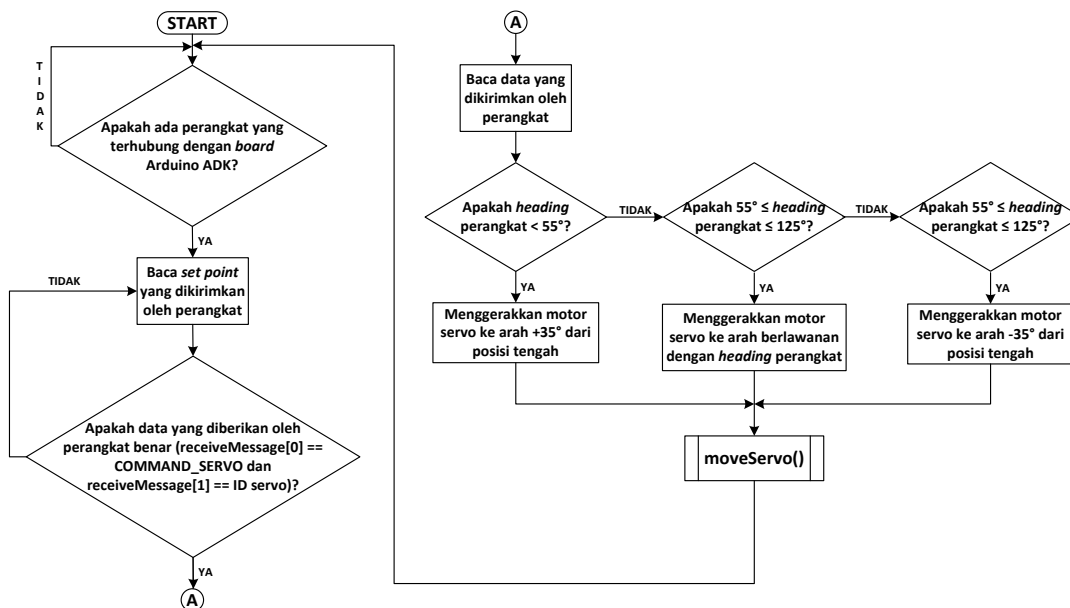 START
TIDAK
Apakah ada perangkat yang
terhubung dengan board
Arduino ADK?
YA
TIDAK
Baca set point
yang dikirimkan
oleh perangkat
Apakah data yang diberikan oleh
perangkat benar (receiveMessage[0] ==
COMMAND_SERVO dan
receiveMessage[1] == ID servo)?
YA
A
A
Baca data yang
dikirimkan oleh
perangkat
Apakah heading
perangkat < 55°?
TIDAK
Apakah 55° ≤ heading
perangkat ≤ 125°?
TIDAK
Apakah 55° ≤ heading
perangkat ≤ 125°?
YA
YA
YA
Menggerakkan motor
servo ke arah +35° dari
posisi tengah
Menggerakkan motor
servo ke arah berlawanan
dengan heading perangkat
Menggerakkan motor
servo ke arah -35° dari
posisi tengah
moveServo()